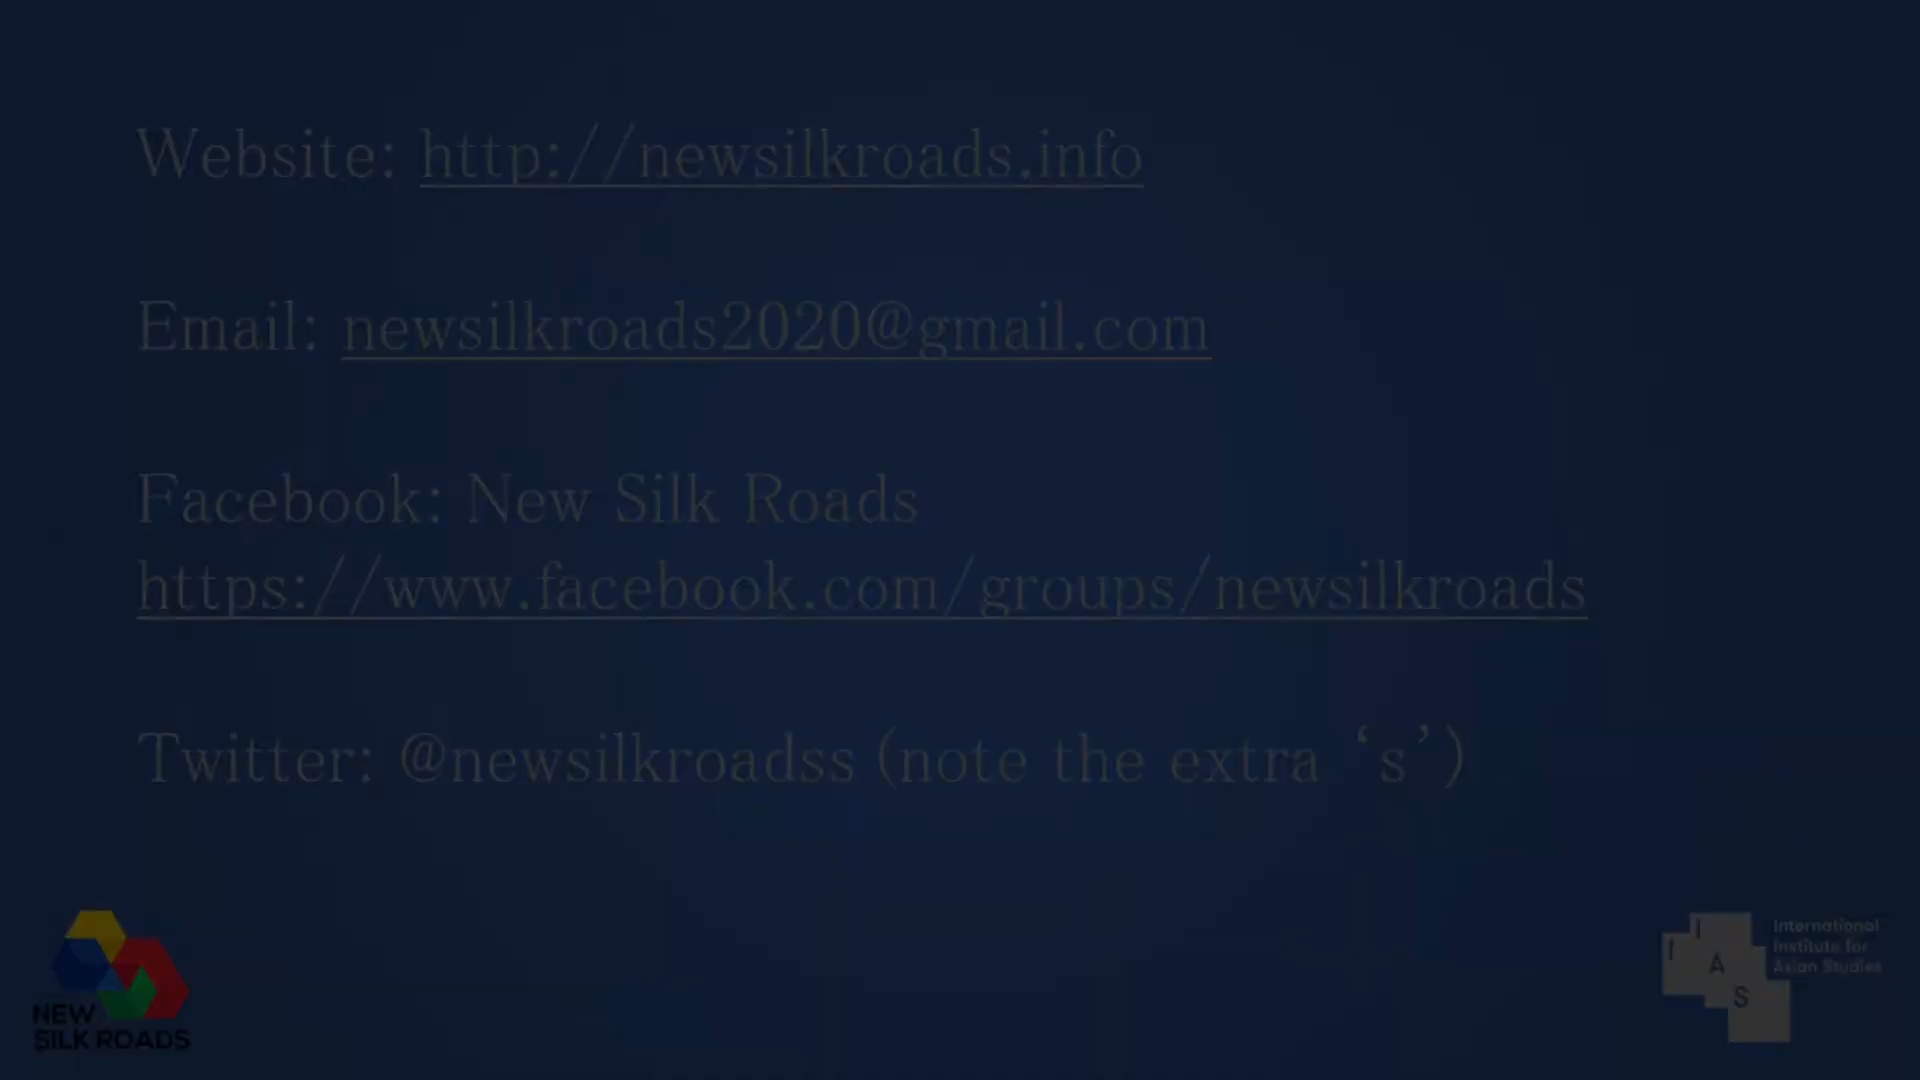 Website: http://newsilkroads.info
Email: newsilkroads2020@gmail.com
Facebook: New Silk Roads
https://www.facebook.com/groups/newsilkroads
Twitter: @newsilkroadss (note the extra ‘s’)
NEW
SILK ROADS
I
I
A
S
International
Institute for
Asian Studies